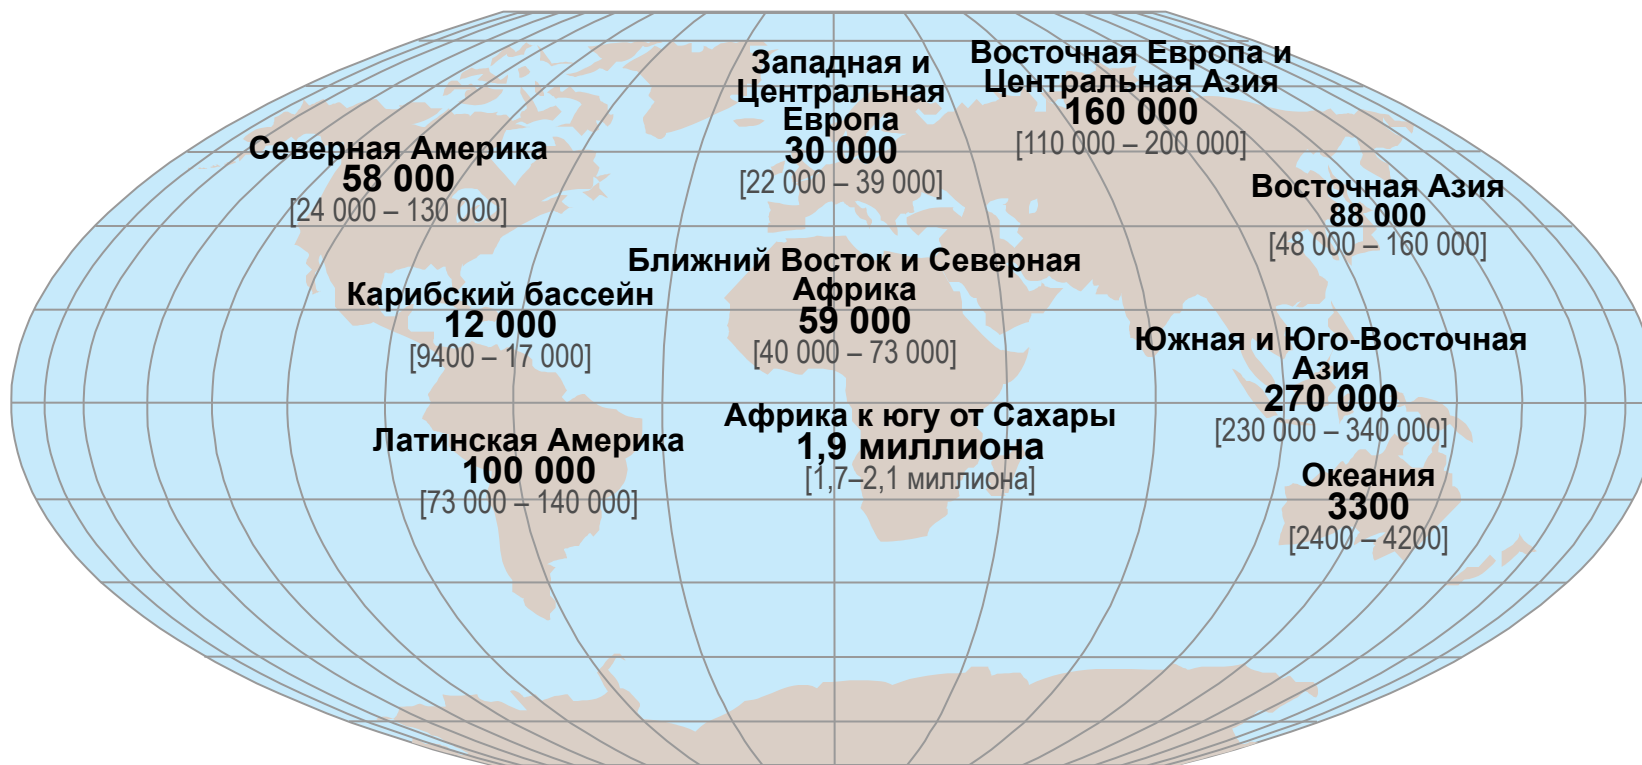 Западная и
Центральная
Европа
30 000
[22 000 – 39 000]
Восточная Европа и
Центральная Азия
160 000
[110 000 – 200 000]
Северная Америка
58 000
[24 000 – 130 000]
Восточная Азия
88 000
[48 000 – 160 000]
Ближний Восток и Северная
Африка
59 000
[40 000 – 73 000]
Карибский бассейн
12 000
[9400 – 17 000]
Южная и Юго-Восточная
Азия
270 000
[230 000 – 340 000]
Африка к югу от Сахары
1,9 миллиона
[1,7–2,1 миллиона]
Латинская Америка
100 000
[73 000 – 140 000]
Океания
3300
[2400 – 4200]